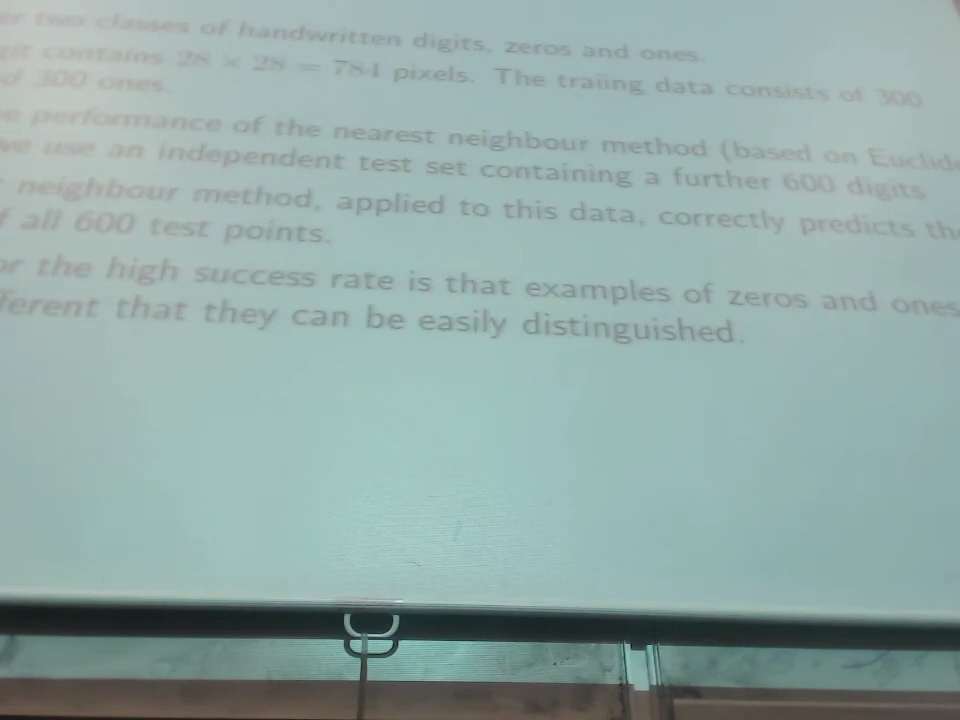 two classes of handwritten digits, zeros and ones
contains 28 × 28 = 784 pixels. The traiing data consists of 300
300 ones.
performance of the nearest neighbour method (based on
use an independent test set containing a further 600 digits
neighbour method, applied to this data, correctly predicts
all 600 test points.
the high success rate is that examples of zeros and ones
that they can be easily distinguished.